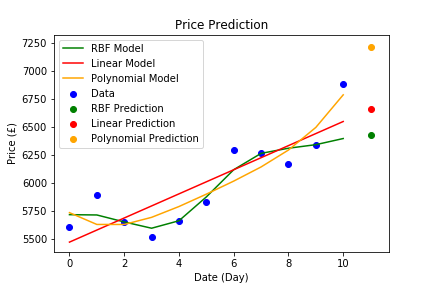 Price Prediction
RBF Model
Linear Model
Polynomial Model
Data
RBF Prediction
Linear Prediction
Polynomial Prediction
Price (£)
7250
7000
6750
6500
6250
6000
5750
5500
0 2 4 6 8 10
Date (Day)